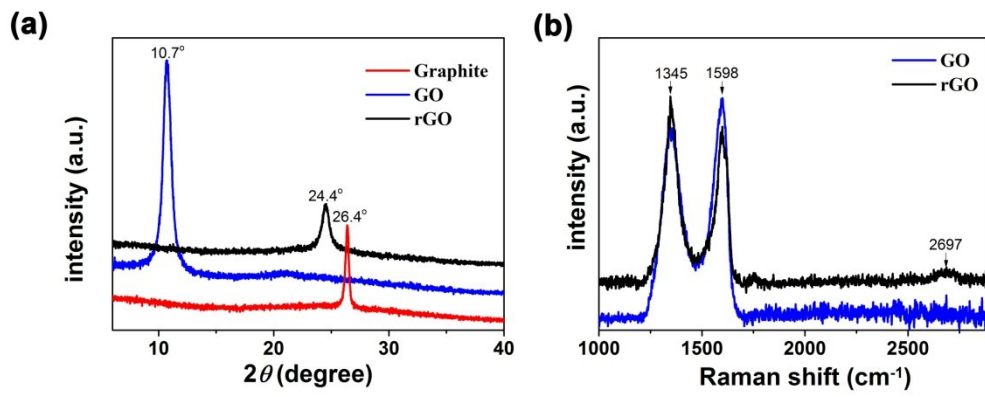 (a)
10.7°
Graphite
GO
rGO
24.4°
26.4°
intensity (a.u.)
10
20
30
40
2θ (degree)
(b)
1345
1598
GO
rGO
2697
intensity (a.u.)
1000
1500
2000
2500
Raman shift (cm⁻¹)